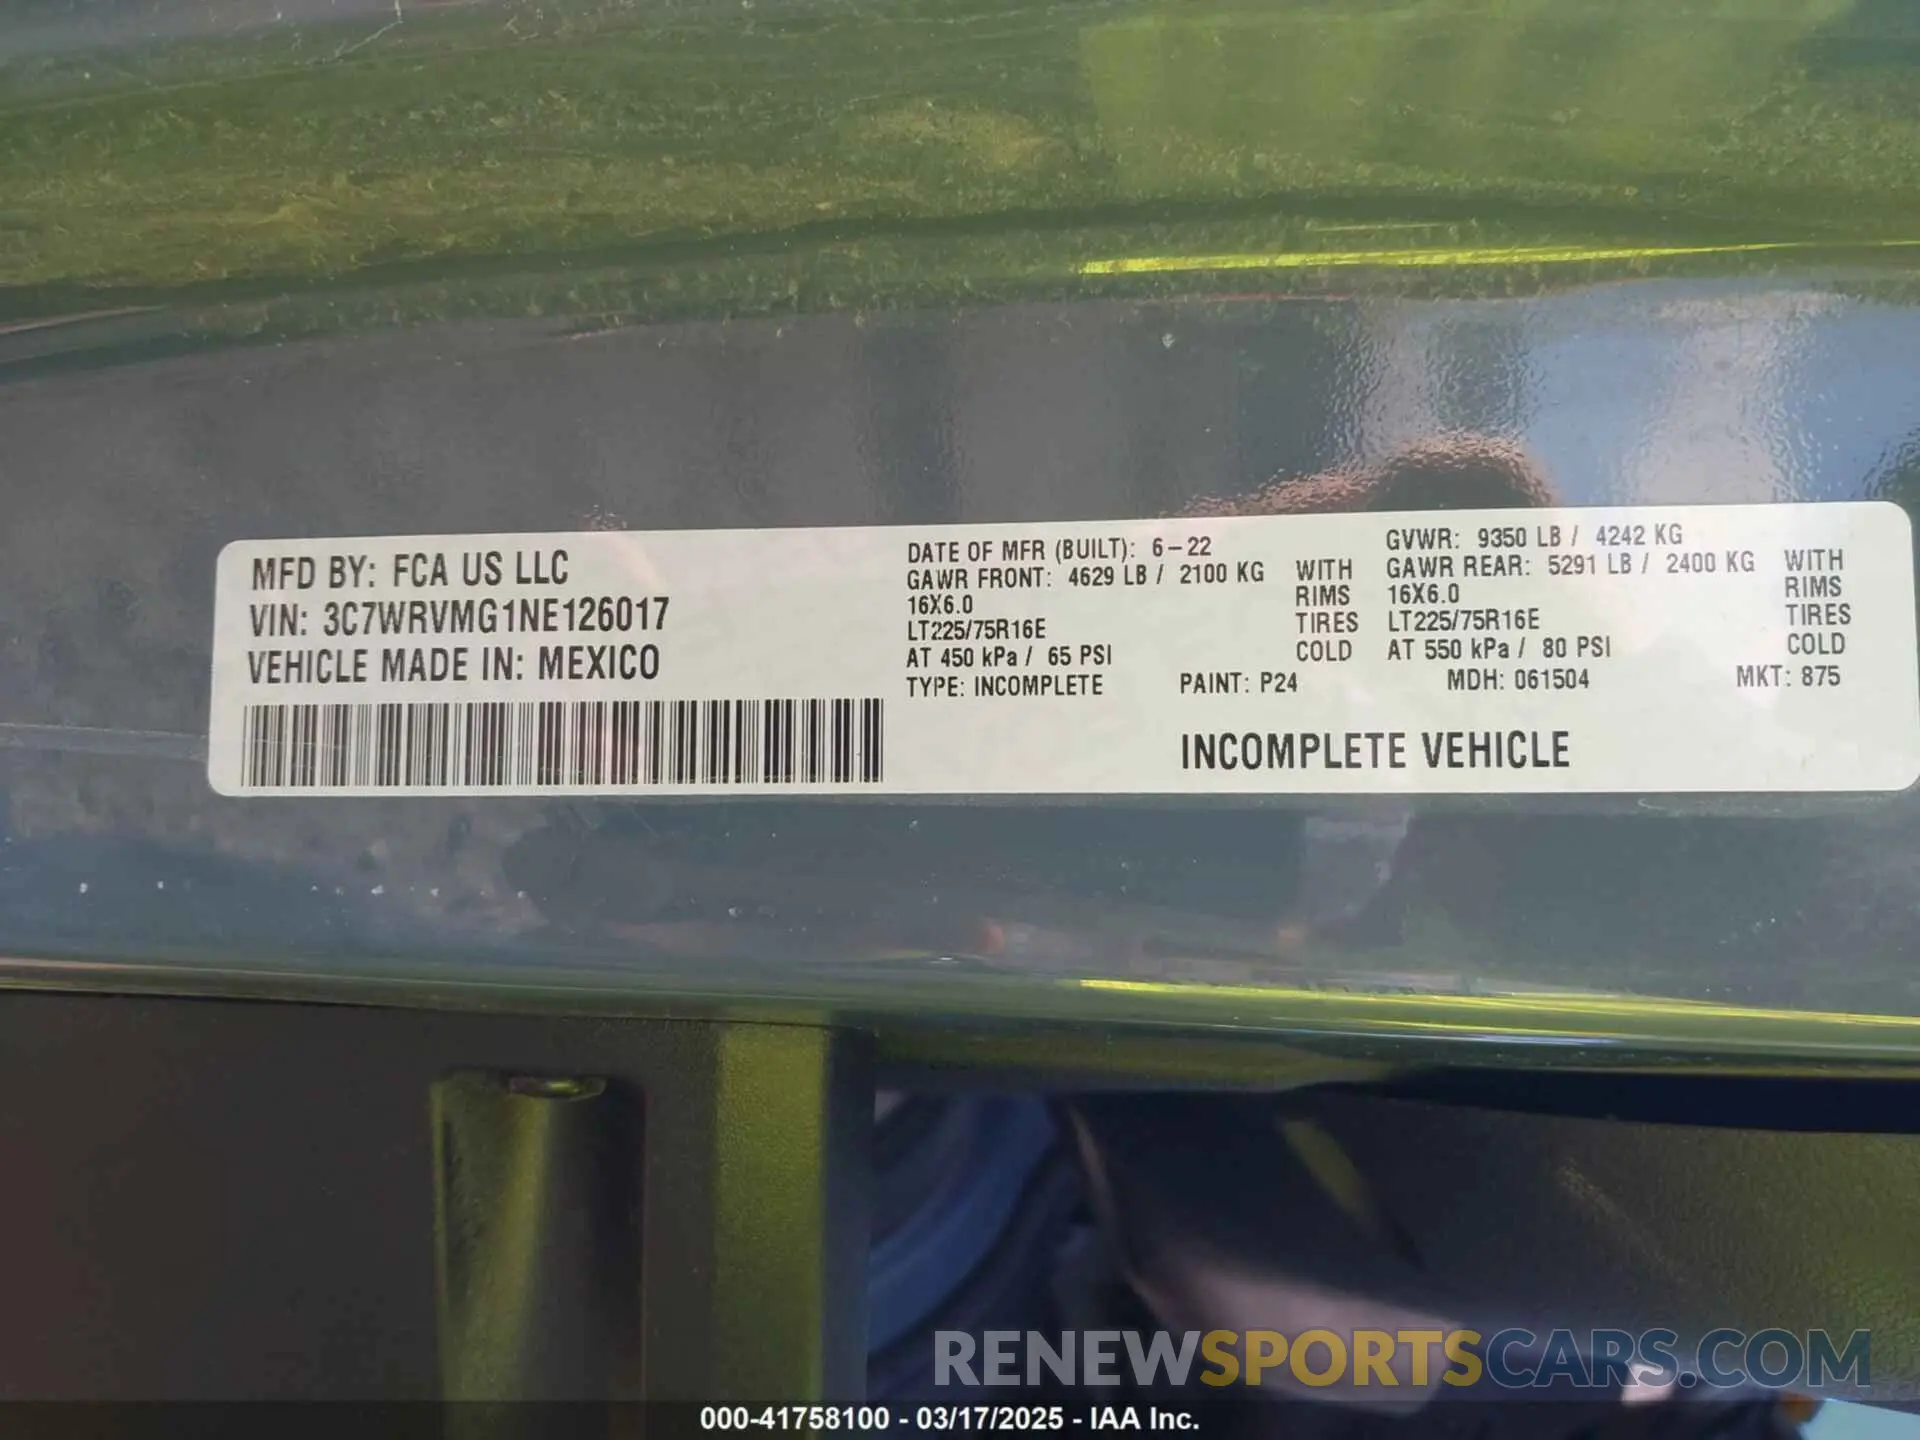 MFD BY: FCA US LLC
VIN: 3C7WRVMG1NE126017
VEHICLE MADE IN: MEXICO
DATE OF MFR (BUILT): 6-22
GAWR FRONT: 4629 LB / 2100 KG WITH
16X6.0 RIMS
LT225/75R16E TIRES
AT 450 kPa / 65 PSI COLD
GVWR: 9350 LB / 4242 KG
GAWR REAR: 5291 LB / 2400 KG WITH
16X6.0 RIMS
LT225/75R16E TIRES
AT 550 kPa / 80 PSI COLD
TYPE: INCOMPLETE PAINT: P24 MDH: 061504 MKT: 875
INCOMPLETE VEHICLE
RENEWSPORTSCARS.COM
000-41758100 - 03/17/2025 - IAA Inc.